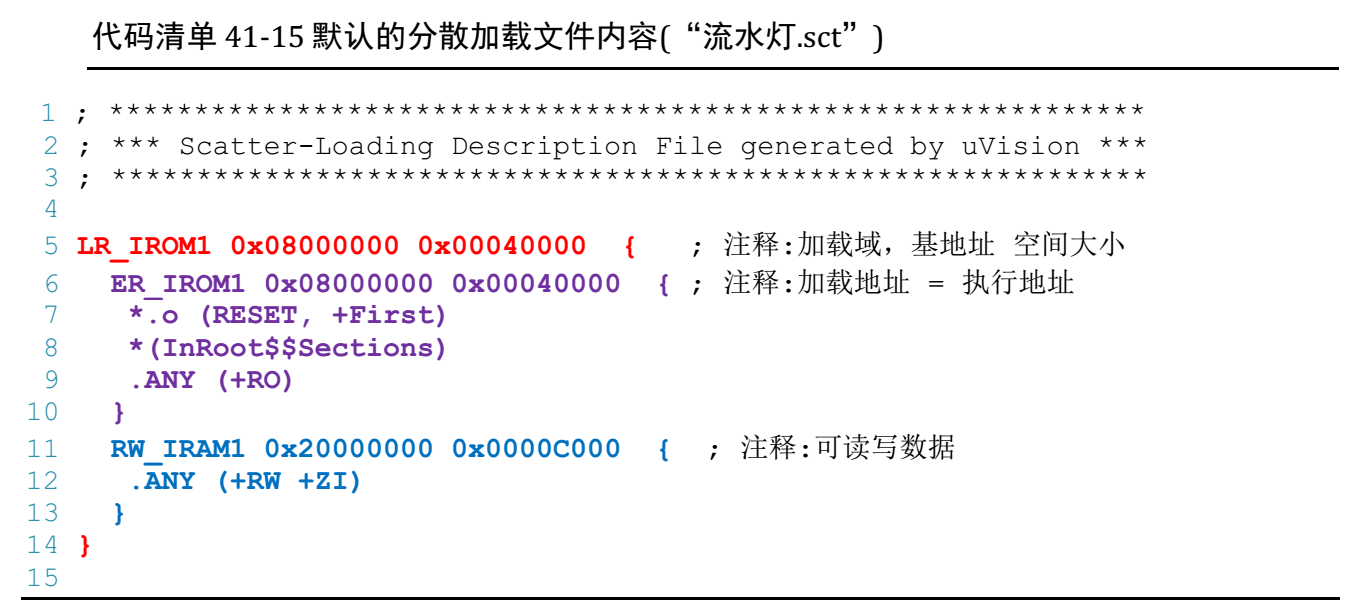 代码清单 41-15 默认的分散加载文件内容(“流水灯.sct”)
1 ; *************************************************************
2 ; *** Scatter-Loading Description File generated by uVision ***
3 ; *************************************************************
4
5 LR_IROM1 0x08000000 0x00040000  {   ; 注释:加载域，基地址 空间大小
6   ER_IROM1 0x08000000 0x00040000  { ; 注释:加载地址 = 执行地址
7    *.o (RESET, +First)
8    *(InRoot$$Sections)
9    .ANY (+RO)
10   }
11   RW_IRAM1 0x20000000 0x0000C000  {  ; 注释:可读写数据
12    .ANY (+RW +ZI)
13   }
14 }
15